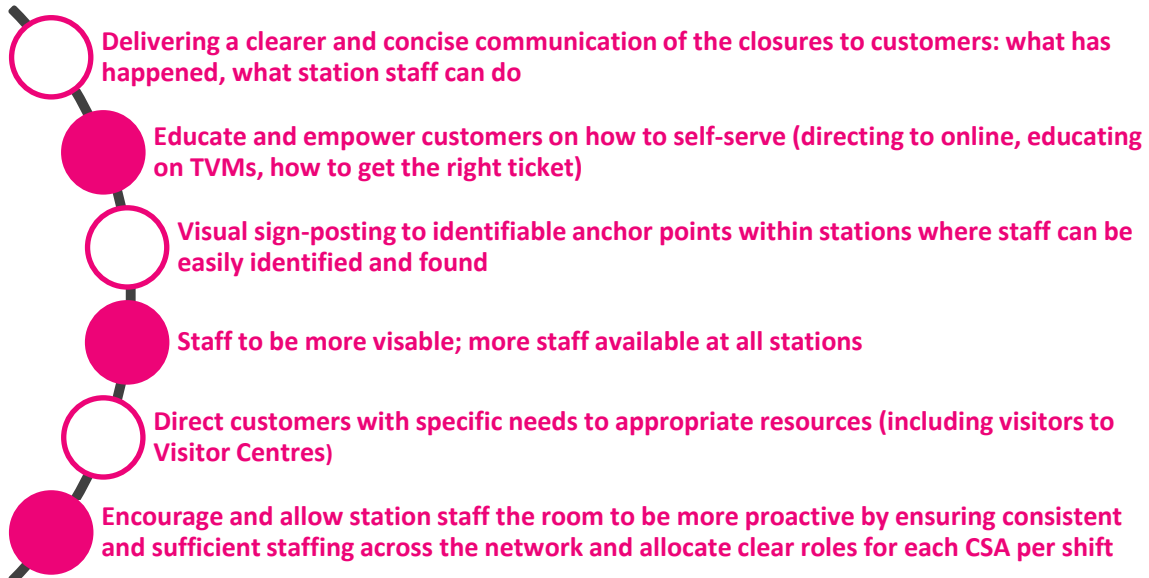 Delivering a clearer and concise communication of the closures to customers: what has
happened, what station staff can do
Educate and empower customers on how to self-serve (directing to online, educating
on TVMs, how to get the right ticket)
Visual sign-posting to identifiable anchor points within stations where staff can be
easily identified and found
Staff to be more visable; more staff available at all stations
Direct customers with specific needs to appropriate resources (including visitors to
Visitor Centres)
Encourage and allow station staff the room to be more proactive by ensuring consistent
and sufficient staffing across the network and allocate clear roles for each CSA per shift